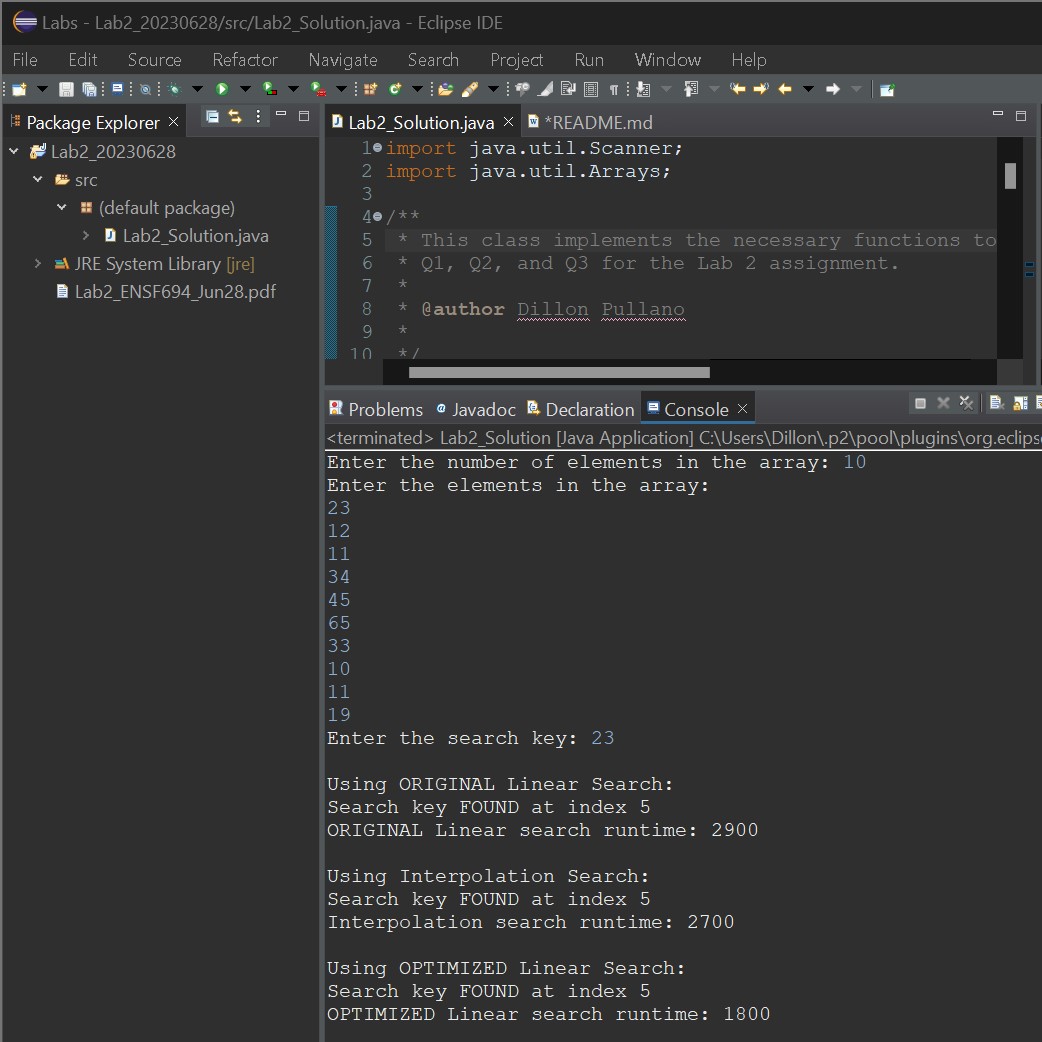 Labs - Lab2_20230628/src/Lab2_Solution.java - Eclipse IDE
File Edit Source Refactor Navigate Search Project Run Window Help
Package Explorer
Lab2_20230628
src
(default package)
Lab2_Solution.java
JRE System Library [jre]
Lab2_ENSF694_Jun28.pdf
Lab2_Solution.java *README.md
1 import java.util.Scanner;
2 import java.util.Arrays;
3
4 /**
5 * This class implements the necessary functions to
6 * Q1, Q2, and Q3 for the Lab 2 assignment.
7 *
8 * @author Dillon Pullano
9 *
10 */
Problems Javadoc Declaration Console
<terminated> Lab2_Solution [Java Application] C:\Users\Dillon\.p2\pool\plugins\org.eclipse
Enter the number of elements in the array: 10
Enter the elements in the array:
23
12
11
34
45
65
33
10
11
19
Enter the search key: 23
Using ORIGINAL Linear Search:
Search key FOUND at index 5
ORIGINAL Linear search runtime: 2900
Using Interpolation Search:
Search key FOUND at index 5
Interpolation search runtime: 2700
Using OPTIMIZED Linear Search:
Search key FOUND at index 5
OPTIMIZED Linear search runtime: 1800